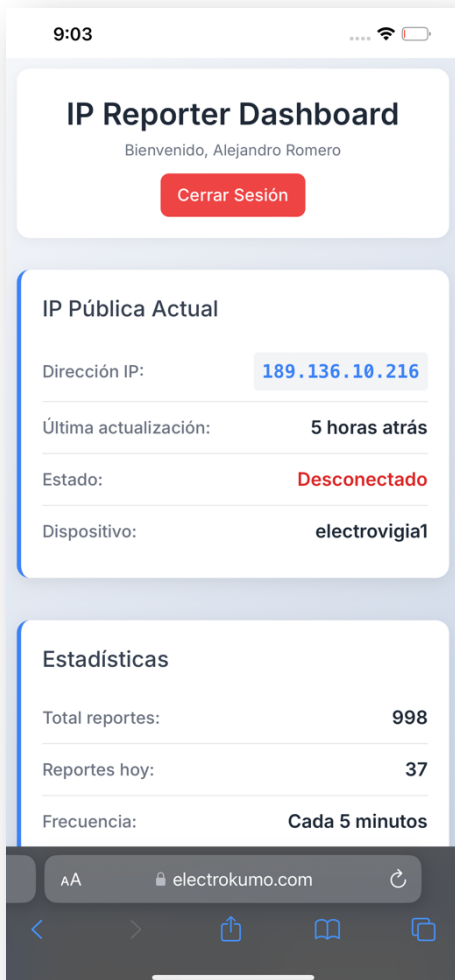 9:03
IP Reporter Dashboard
Bienvenido, Alejandro Romero
Cerrar Sesión
IP Pública Actual
Dirección IP: 189.136.10.216
Última actualización: 5 horas atrás
Estado: Desconectado
Dispositivo: electrovigia1
Estadísticas
Total reportes: 998
Reportes hoy: 37
Frecuencia: Cada 5 minutos
AA electrokumo.com